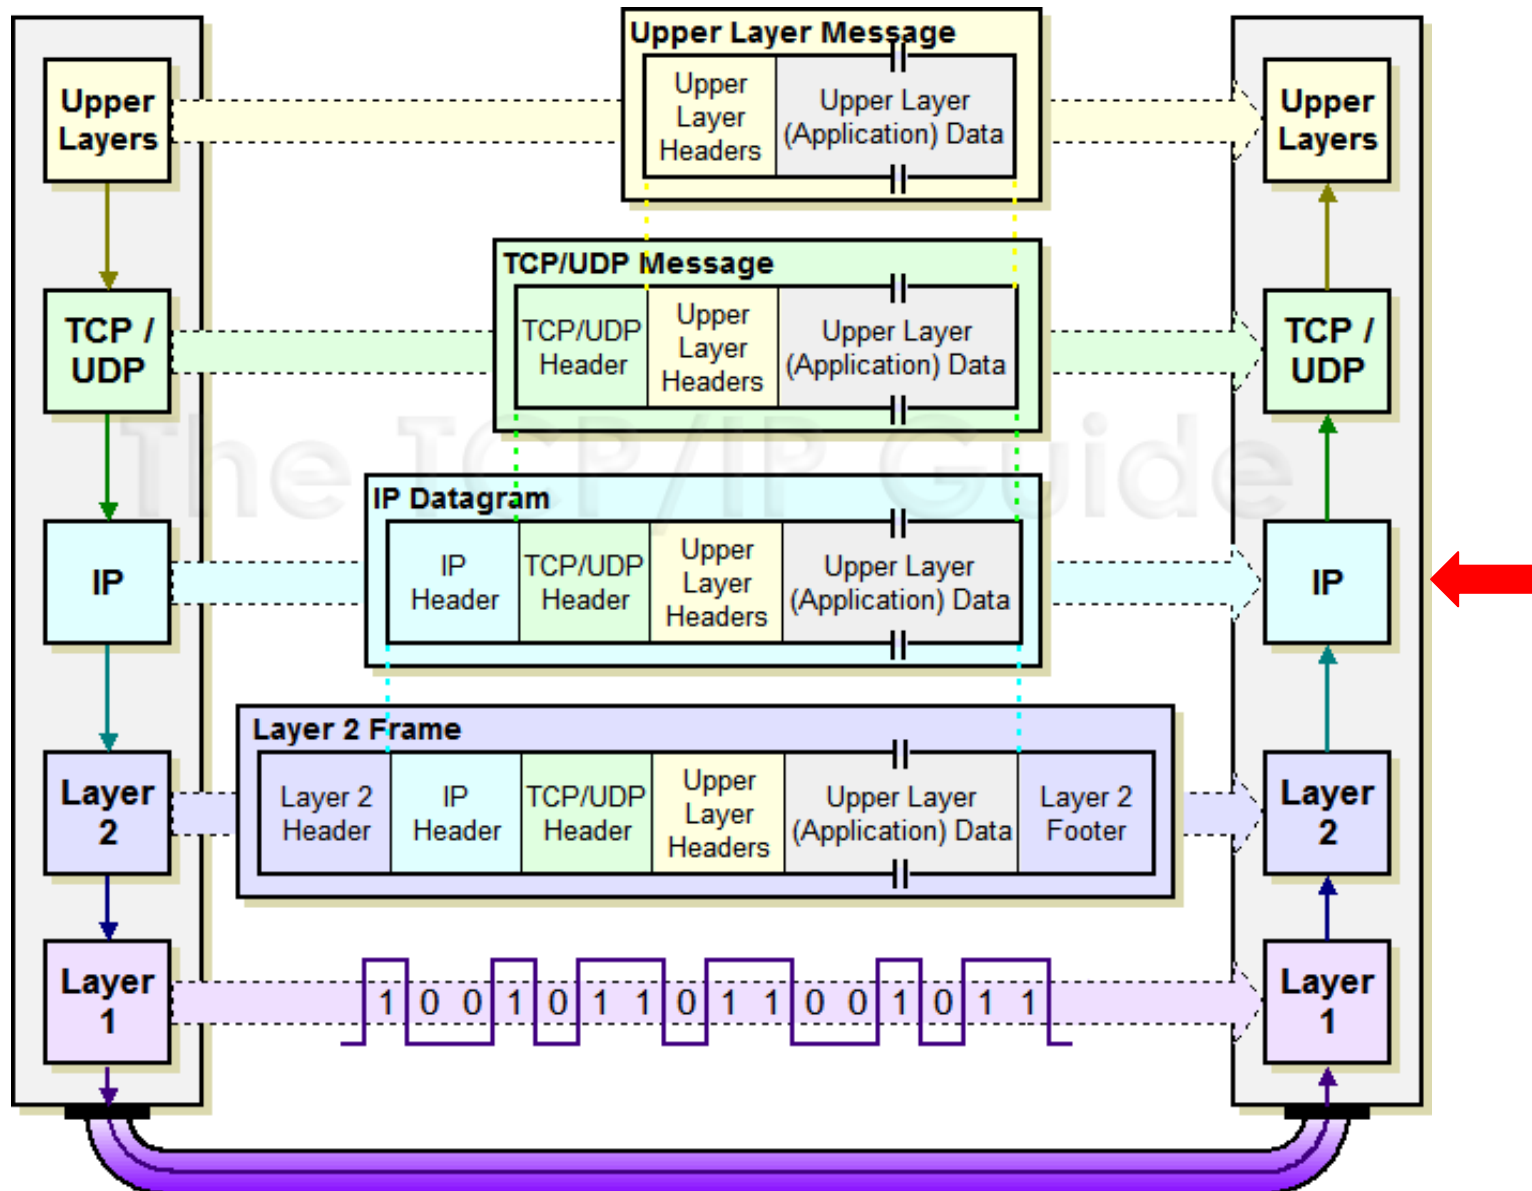 Upper Layer Message
Upper
Layers
Upper
Layer
Headers
Upper Layer
(Application) Data
Upper
Layers
TCP/UDP Message
TCP /
UDP
TCP/UDP
Header
Upper
Layer
Headers
Upper Layer
(Application) Data
TCP /
UDP
The TCP/IP Guide
IP Datagram
IP
IP
Header
TCP/UDP
Header
Upper
Layer
Headers
Upper Layer
(Application) Data
IP
Layer 2 Frame
Layer
2
Layer 2
Header
IP
Header
TCP/UDP
Header
Upper
Layer
Headers
Upper Layer
(Application) Data
Layer 2
Footer
Layer
2
Layer
1
1 0 0 1 0 1 1 0 1 1 0 0 1 0 1 1
Layer
1